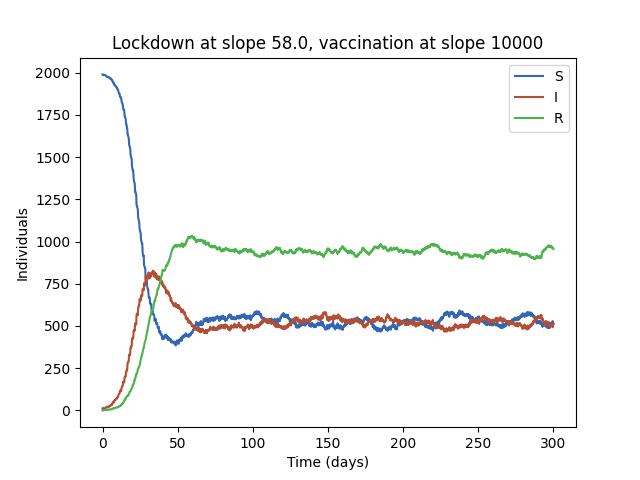 Lockdown at slope 58.0, vaccination at slope 10000
2000
1750
1500
1250
1000
750
500
250
0
Individuals
S
I
R
0 50 100 150 200 250 300
Time (days)